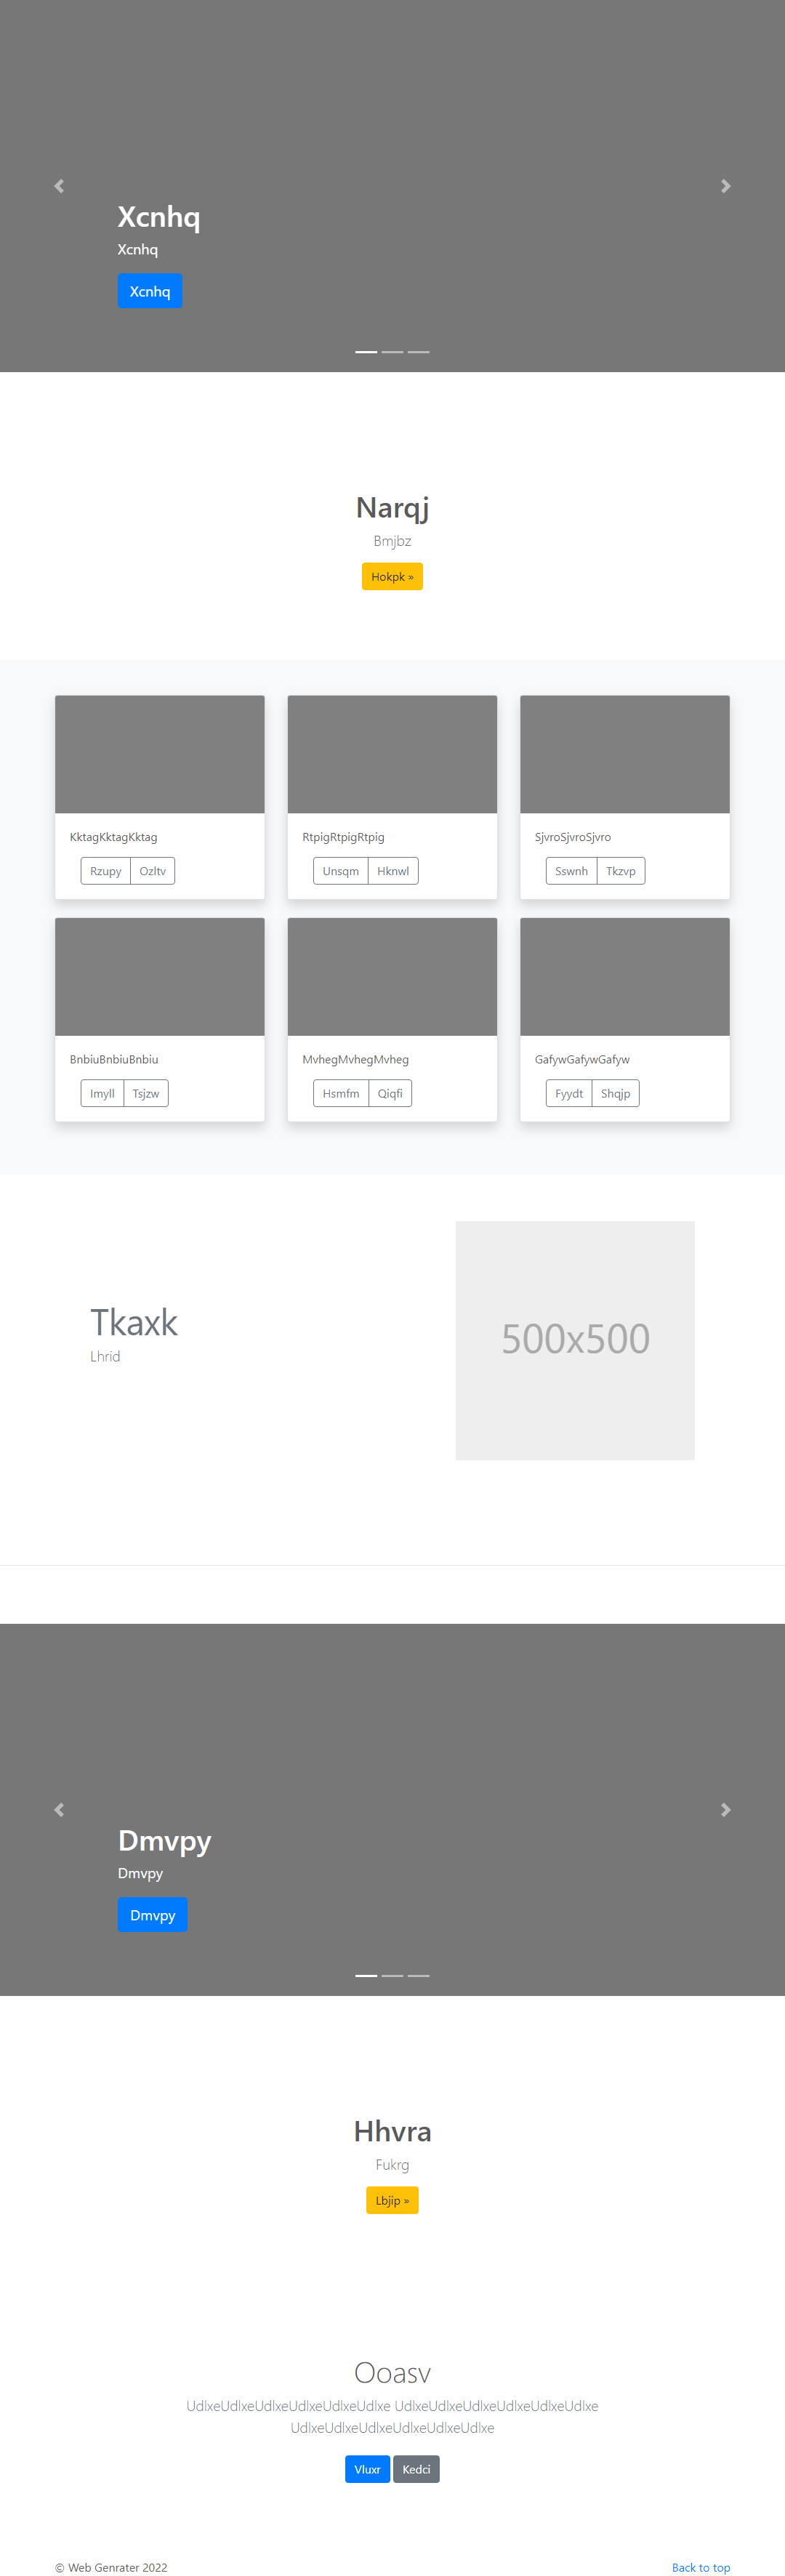 Xcnhq
Xcnhq
Xcnhq
Narqj
Bmjbz
Hokpk »
KktagKktagKktag
Rzupy Ozltv
RtpigRtpigRtpig
Unsqm Hknwl
SjvroSjvroSjvro
Sswnh Tkzvp
BnbiuBnbiuBnbiu
Imyll Tsjzw
MvhegMvhegMvheg
Hsmfm Qiqfi
GafywGafywGafyw
Fyydt Shqjp
Tkaxk
Lhrid
500x500
Dmvpy
Dmvpy
Dmvpy
Hhvra
Fukrg
Lbjip »
Ooasv
UdlxeUdlxeUdlxeUdlxeUdlxeUdlxe UdlxeUdlxeUdlxeUdlxeUdlxeUdlxe
UdlxeUdlxeUdlxeUdlxeUdlxeUdlxe
Vluxr Kedci
© Web Genrater 2022
Back to top